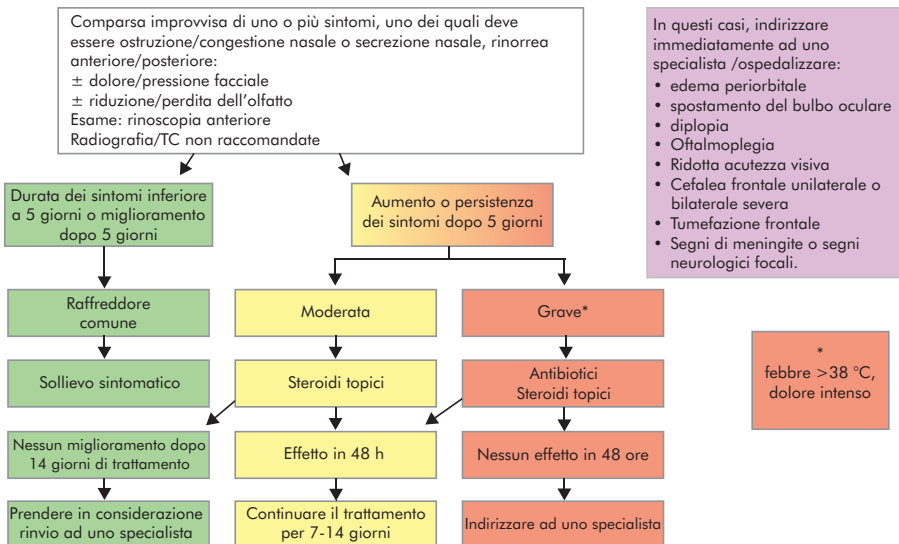 Comparsa improvvisa di uno o più sintomi, uno dei quali deve
essere ostruzione/congestione nasale o secrezione nasale, rinorrea
anteriore/posteriore:
± dolore/pressione facciale
± riduzione/perdita dell'olfatto
Esame: rinoscopia anteriore
Radiografia/TC non raccomandate
In questi casi, indirizzare
immediatamente ad uno
specialista /ospedalizzare:
• edema periorbitale
• spostamento del bulbo oculare
• diplopia
• Oftalmoplegia
• Ridotta acutezza visiva
• Cefalea frontale unilaterale o
bilaterale severa
• Tumefazione frontale
• Segni di meningite o segni
neurologici focali.
Durata dei sintomi inferiore
a 5 giorni o miglioramento
dopo 5 giorni
Aumento o persistenza
dei sintomi dopo 5 giorni
Raffreddore
comune
Moderata
Grave*
*
febbre >38 °C,
dolore intenso
Sollievo sintomatico
Steroidi topici
Antibiotici
Steroidi topici
Nessun miglioramento dopo
14 giorni di trattamento
Effetto in 48 h
Nessun effetto in 48 ore
Prendere in considerazione
rinvio ad uno specialista
Continuare il trattamento
per 7-14 giorni
Indirizzare ad uno specialista